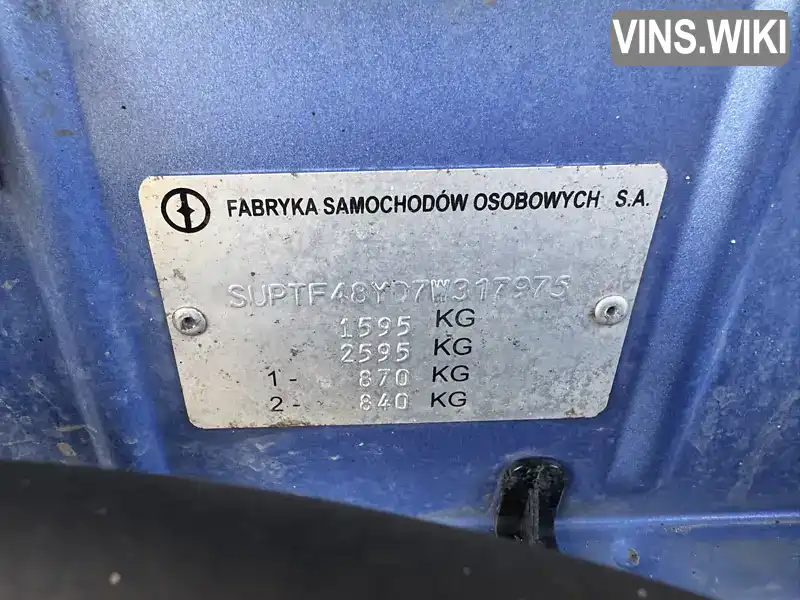 VINS.WIKI
FABRYKA SAMOCHODÓW OSOBOWYCH S.A.
SUPTF48YD7W317975
1595 KG
2595 KG
1 - 870 KG
2 - 840 KG